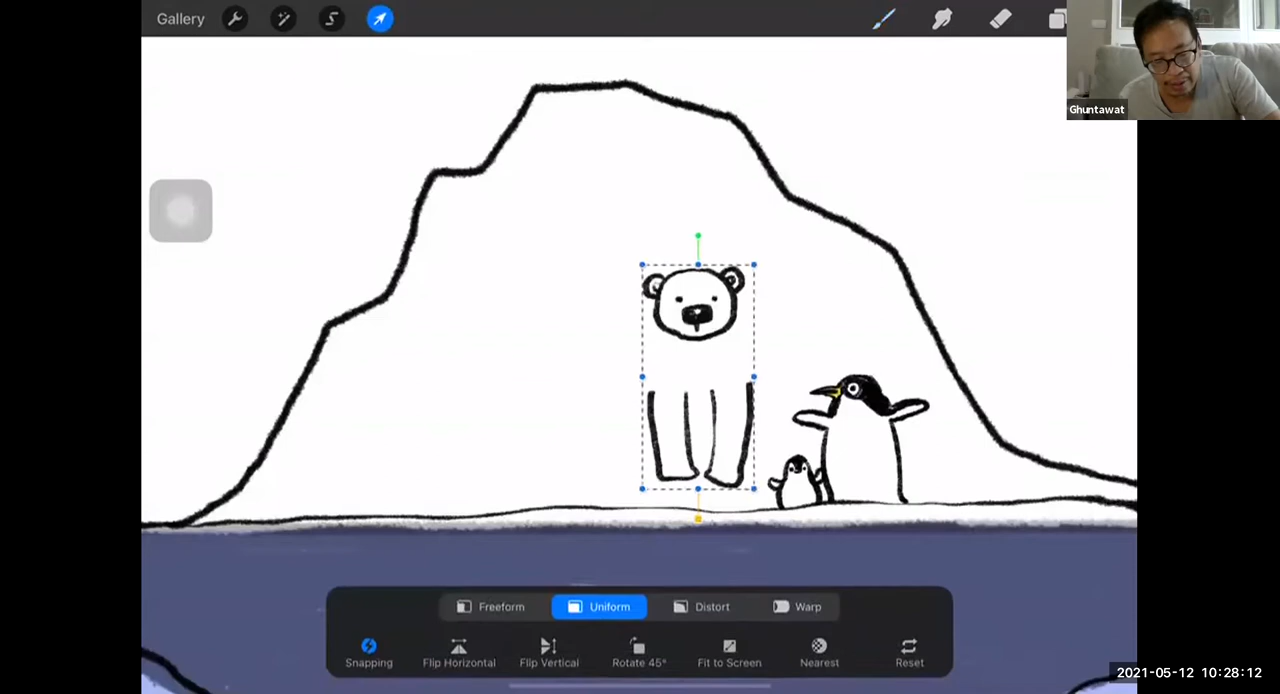 Gallery
Ghuntawat
Freeform Uniform Distort Warp
Snapping Flip Horizontal Flip Vertical Rotate 45° Fit to Screen Nearest Reset
2021-05-12 10:28:12